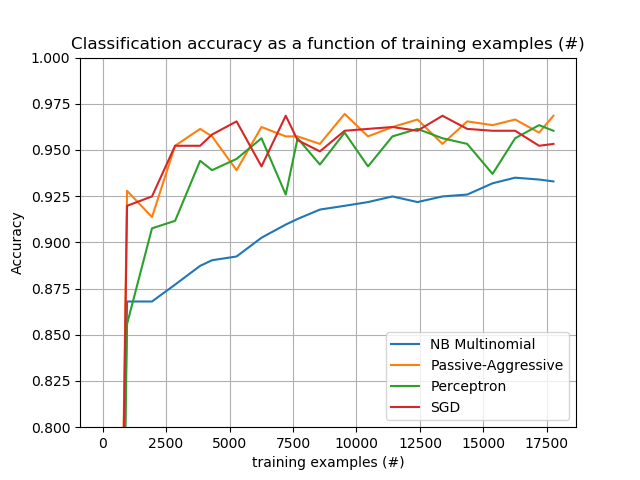 Classification accuracy as a function of training examples (#)
1.000
0.975
0.950
0.925
0.900
0.875
0.850
0.825
0.800
Accuracy
NB Multinomial
Passive-Aggressive
Perceptron
SGD
0 2500 5000 7500 10000 12500 15000 17500
training examples (#)